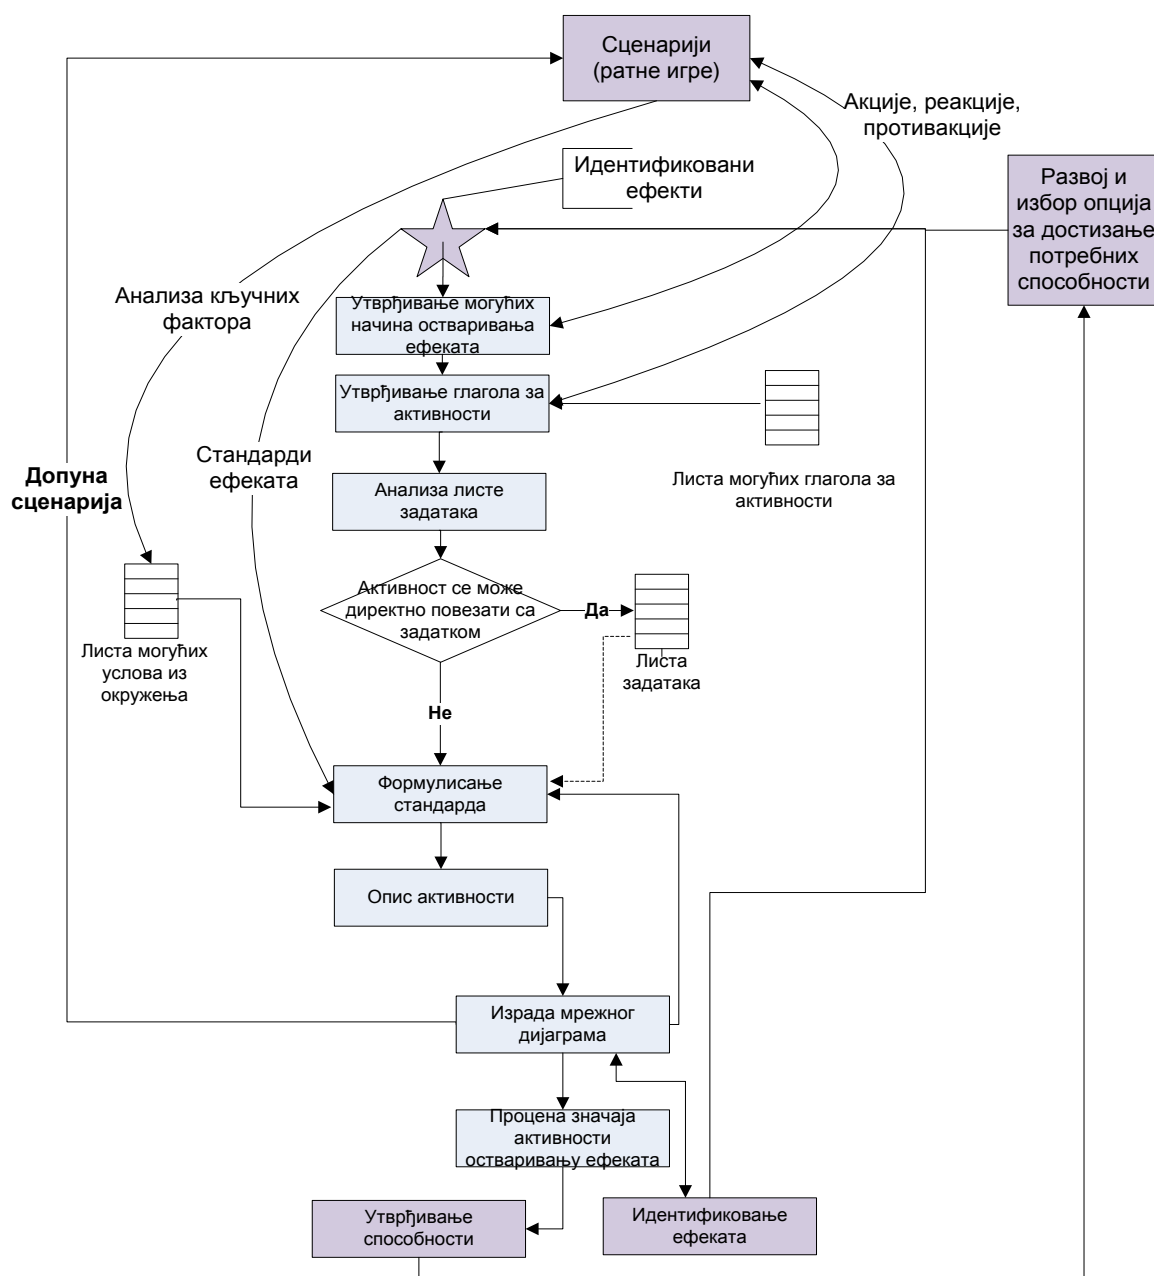 Сценарији
(ратне игре)
Акције, реакције,
противакције
Идентификовани
ефекти
Развој и
избор опција
за достизање
потребних
способности
Анализа кључних
фактора
Утврђивање могућих
начина остваривања
ефеката
Утврђивање глагола за
активности
Стандарди
ефеката
Листа могућих глагола за
активности
Допуна
сценарија
Анализа листе
задатака
Активност се може
директно повезати са
задатком
Да
Листа могућих
услова из
окружења
Листа
задатака
Не
Формулисање
стандарда
Опис активности
Израда мрежног
дијаграма
Процена значаја
активности
остваривању ефеката
Утврђивање
способности
Идентификовање
ефеката